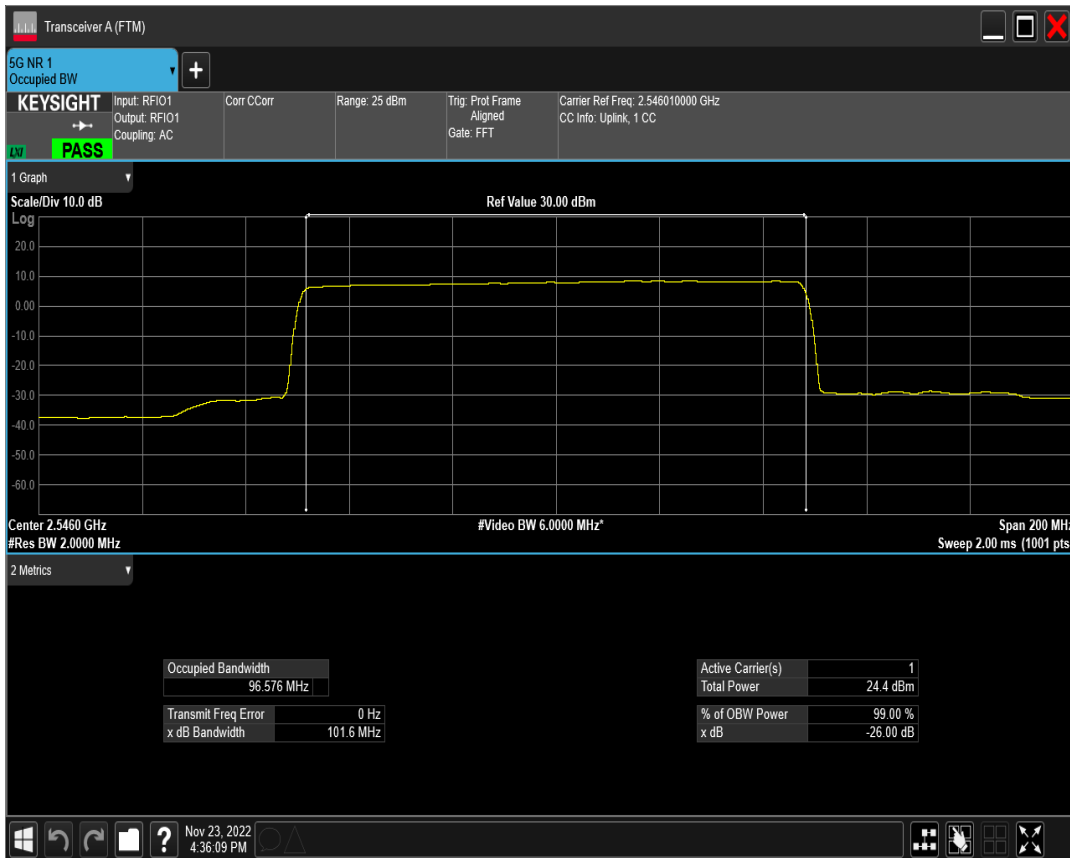 Transceiver A (FTM)
5G NR 1
Occupied BW
+
KEYSIGHT
LXI
PASS
Input: RFIO1
Output: RFIO1
Coupling: AC
Corr CCorr
Range: 25 dBm
Trig: Prot Frame
Aligned
Gate: FFT
Carrier Ref Freq: 2.546010000 GHz
CC Info: Uplink, 1 CC
1 Graph
Scale/Div 10.0 dB
Ref Value 30.00 dBm
Log
20.0
10.0
0.00
-10.0
-20.0
-30.0
-40.0
-50.0
-60.0
Center 2.5460 GHz
#Video BW 6.0000 MHz*
Span 200 MHz
#Res BW 2.0000 MHz
Sweep 2.00 ms (1001 pts
2 Metrics
Occupied Bandwidth
96.576 MHz
Transmit Freq Error 0 Hz
x dB Bandwidth 101.6 MHz
Active Carrier(s) 1
Total Power 24.4 dBm
% of OBW Power 99.00 %
x dB -26.00 dB
?
Nov 23, 2022
4:36:09 PM